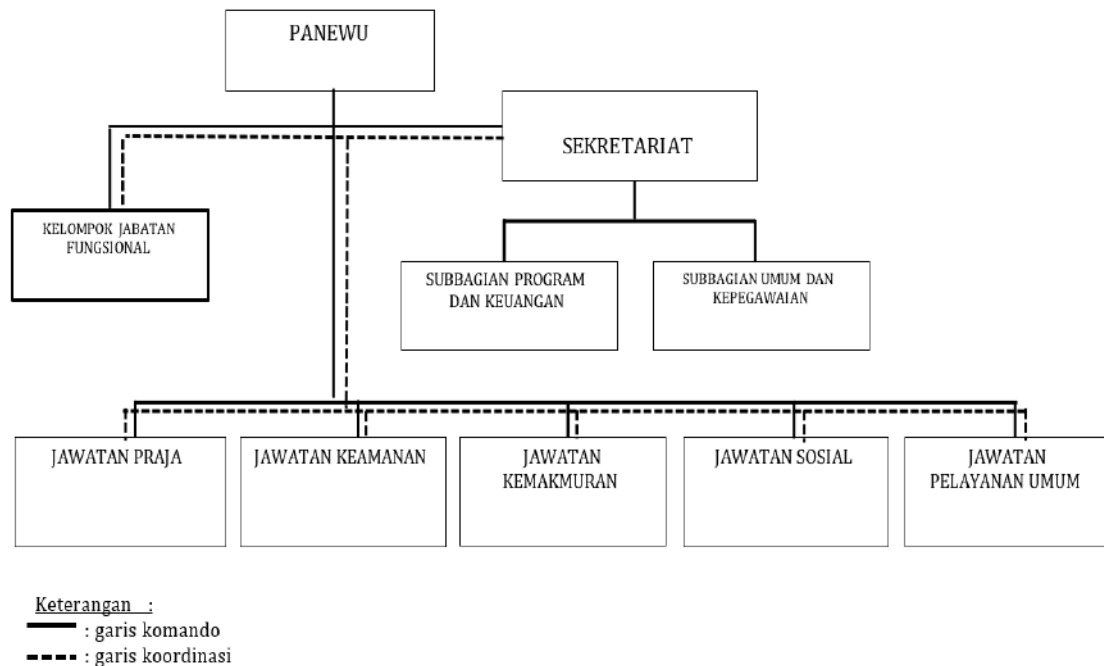 PANEWU
SEKRETARIAT
KELOMPOK JABATAN
FUNGSIONAL
SUBBAGIAN PROGRAM
DAN KEUANGAN
SUBBAGIAN UMUM DAN
KEPEGAWAIAN
JAWATAN PRAJA
JAWATAN KEAMANAN
JAWATAN
KEMAKMURAN
JAWATAN SOSIAL
JAWATAN
PELAYANAN UMUM
Keterangan :
: garis komando
: garis koordinasi